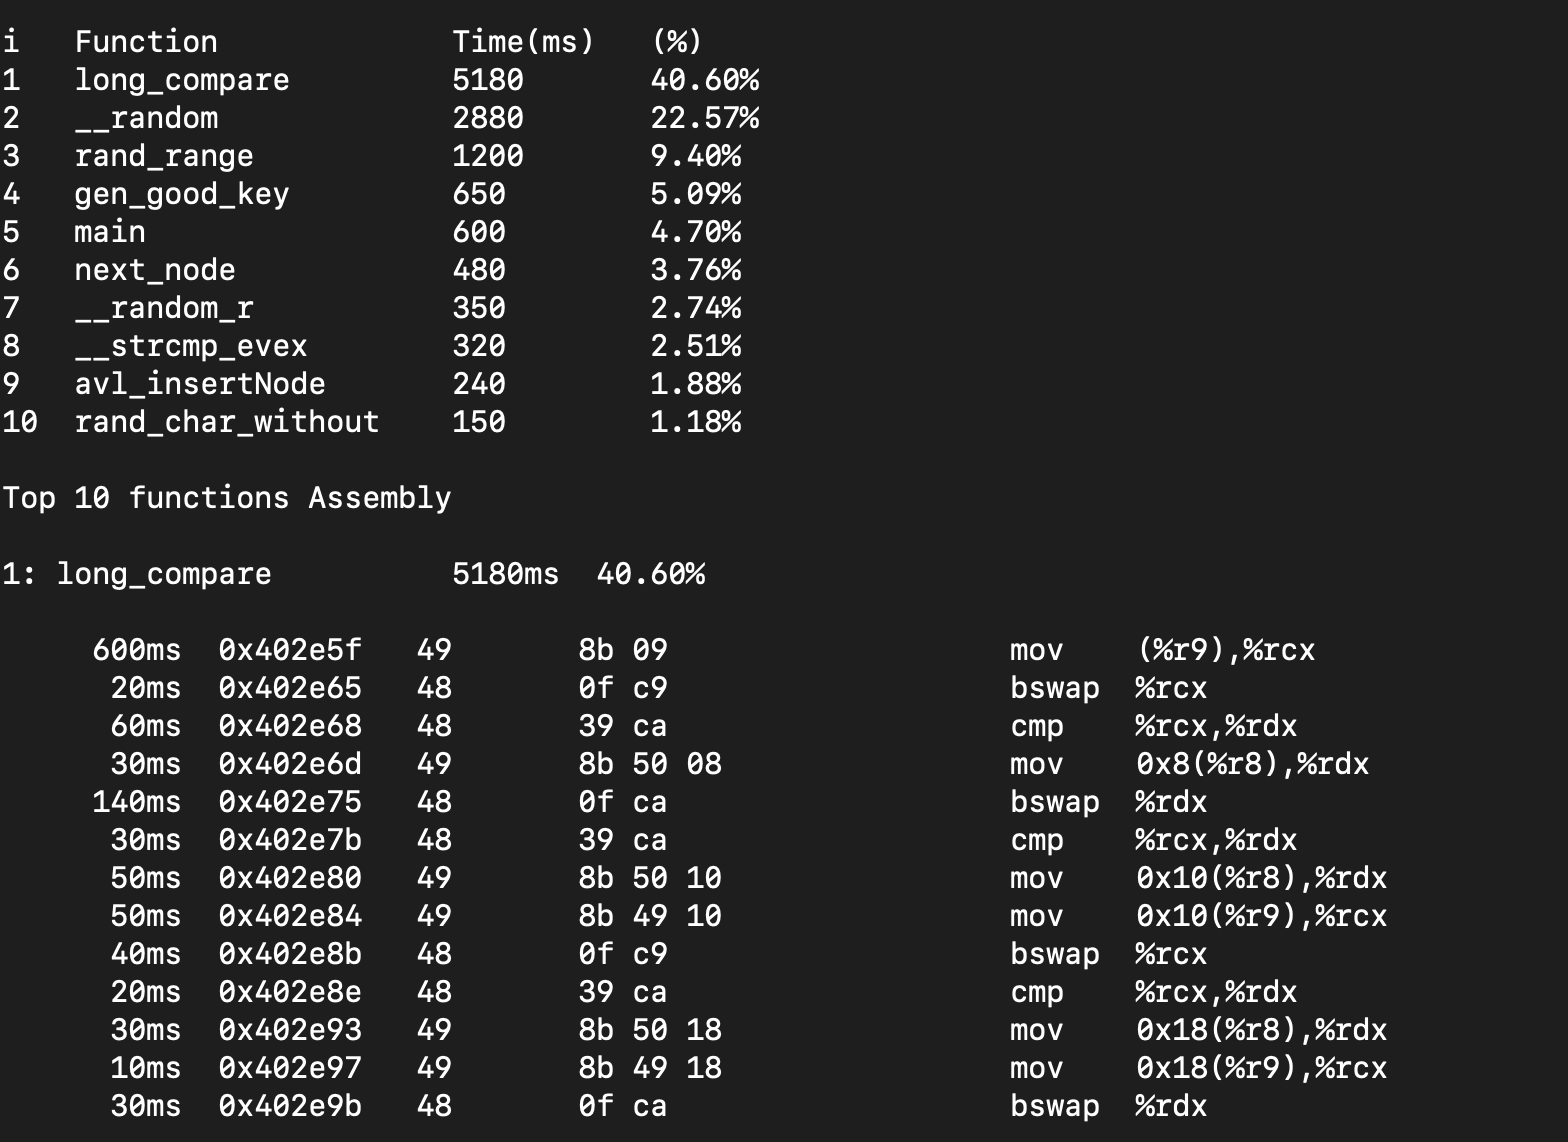 i Function Time(ms) (%)
1 long_compare 5180 40.60%
2 __random 2880 22.57%
3 rand_range 1200 9.40%
4 gen_good_key 650 5.09%
5 main 600 4.70%
6 next_node 480 3.76%
7 __random_r 350 2.74%
8 __strcmp_evex 320 2.51%
9 avl_insertNode 240 1.88%
10 rand_char_without 150 1.18%
Top 10 functions Assembly
1: long_compare 5180ms 40.60%
600ms 0x402e5f 49 8b 09 mov (%r9),%rcx
20ms 0x402e65 48 0f c9 bswap %rcx
60ms 0x402e68 48 39 ca cmp %rcx,%rdx
30ms 0x402e6d 49 8b 50 08 mov 0x8(%r8),%rdx
140ms 0x402e75 48 0f ca bswap %rdx
30ms 0x402e7b 48 39 ca cmp %rcx,%rdx
50ms 0x402e80 49 8b 50 10 mov 0x10(%r8),%rdx
50ms 0x402e84 49 8b 49 10 mov 0x10(%r9),%rcx
40ms 0x402e8b 48 0f c9 bswap %rcx
20ms 0x402e8e 48 39 ca cmp %rcx,%rdx
30ms 0x402e93 49 8b 50 18 mov 0x18(%r8),%rdx
10ms 0x402e97 49 8b 49 18 mov 0x18(%r9),%rcx
30ms 0x402e9b 48 0f ca bswap %rdx